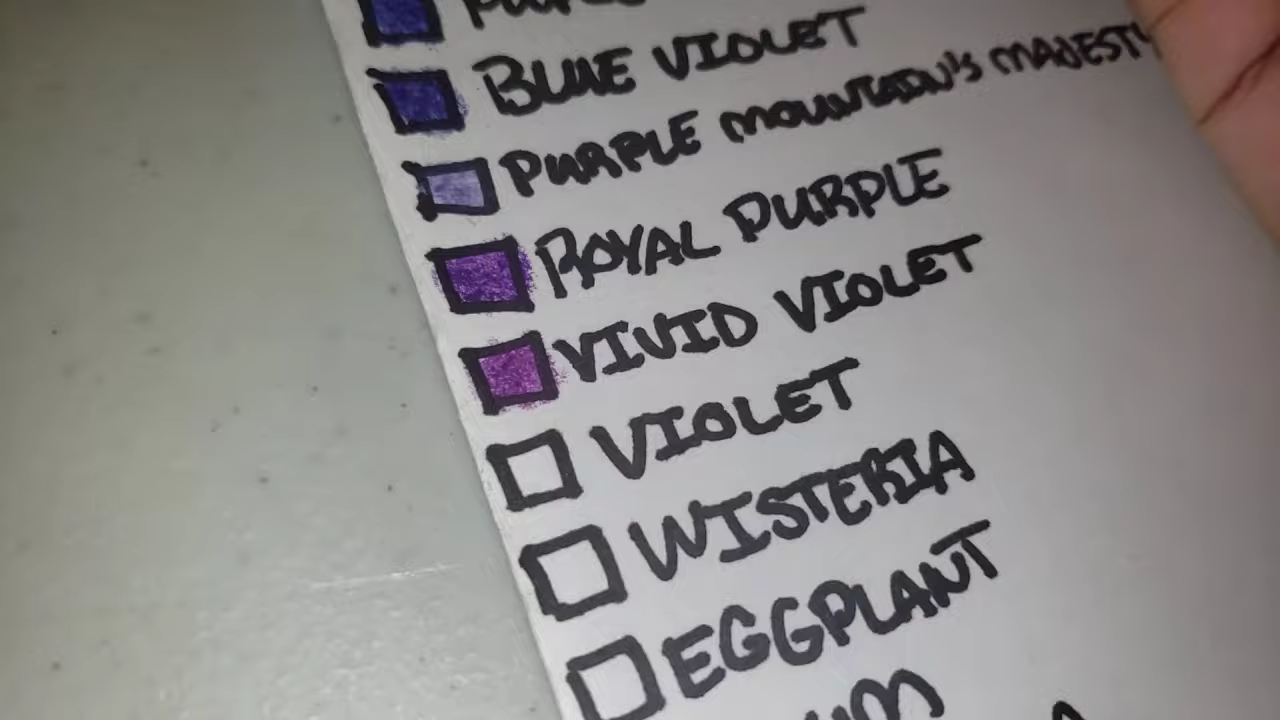 BLUE VIOLET
PURPLE MOUNTAIN'S MAJESTY
ROYAL PURPLE
VIVID VIOLET
VIOLET
WISTERIA
EGGPLANT